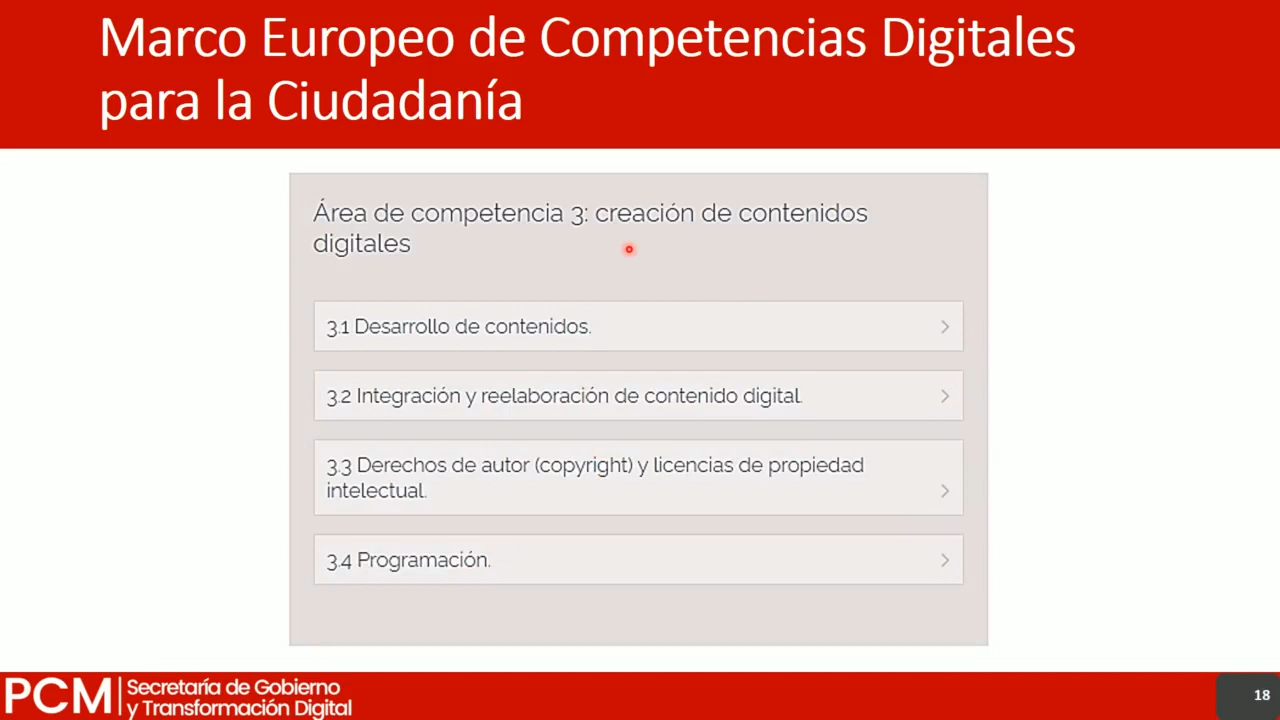 Marco Europeo de Competencias Digitales
para la Ciudadanía
Área de competencia 3: creación de contenidos
digitales
3.1 Desarrollo de contenidos.
3.2 Integración y reelaboración de contenido digital.
3.3 Derechos de autor (copyright) y licencias de propiedad
intelectual.
3.4 Programación.
PCM
Secretaría de Gobierno
y Transformación Digital
18